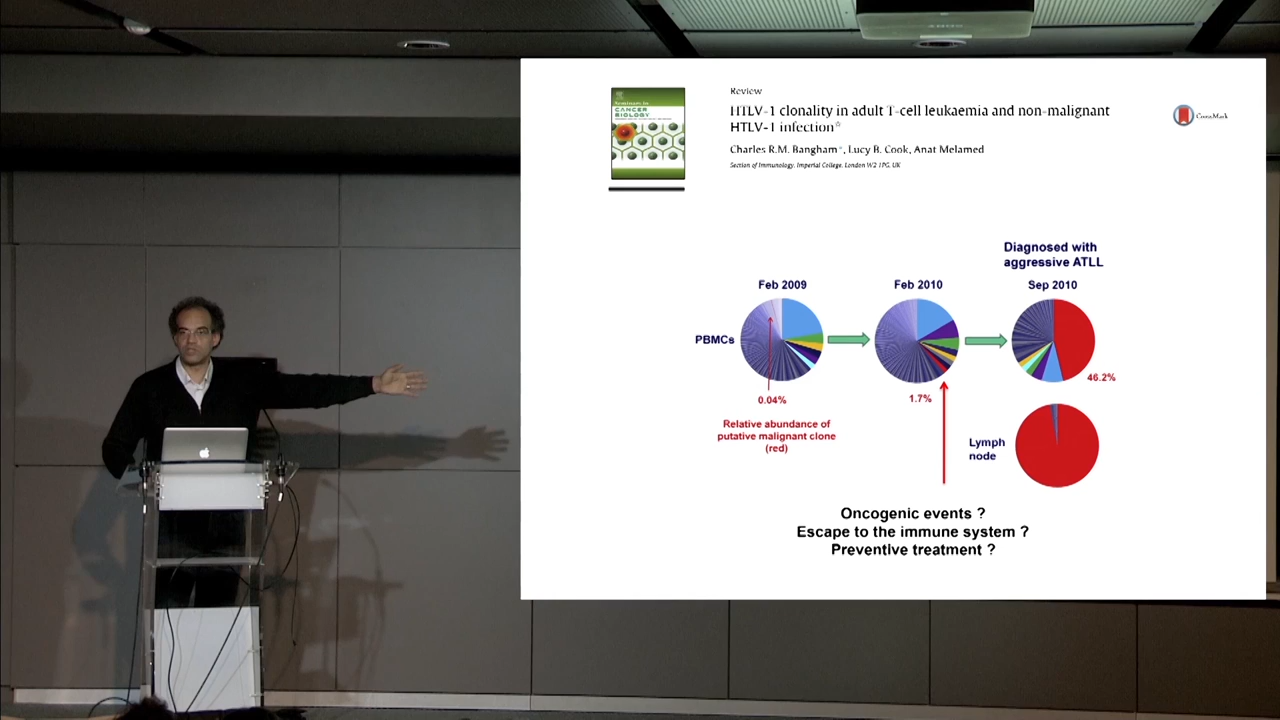 Review
HTLV-1 clonality in adult T-cell leukaemia and non-malignant
HTLV-1 infection☆
Charles R.M. Bangham*, Lucy B. Cook, Anat Melamed
Section of Immunology, Imperial College, London W2 1PG, UK
CANCER
BIOLOGY
CrossMark
Diagnosed with
aggressive ATLL
Feb 2009
Feb 2010
Sep 2010
PBMCs
46.2%
0.04%
1.7%
Relative abundance of
putative malignant clone
(red)
Lymph
node
Oncogenic events ?
Escape to the immune system ?
Preventive treatment ?